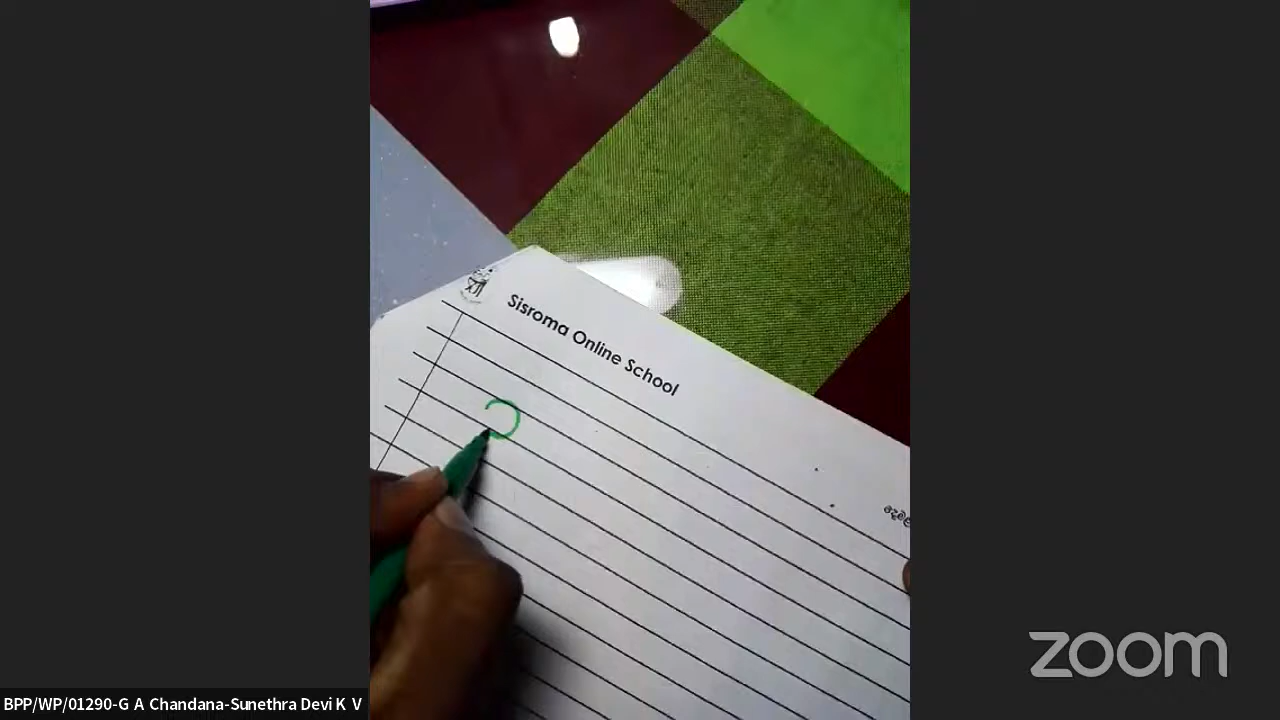 Sisroma Online School
zoom
BPP/WP/01290-G A Chandana-Sunethra Devi K V